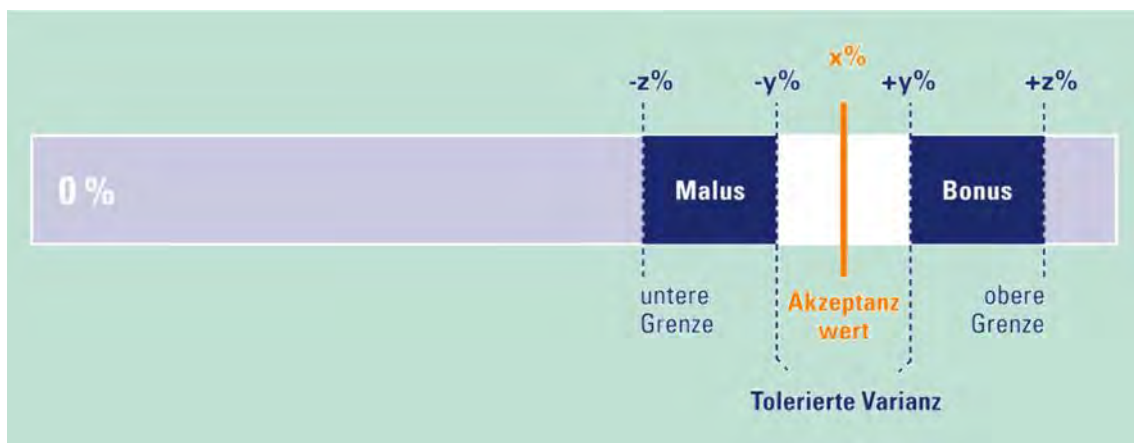 x%
-z% -y% +y% +z%
0 % Malus Bonus
untere Grenze
Akzeptanz wert
obere Grenze
Tolerierte Varianz